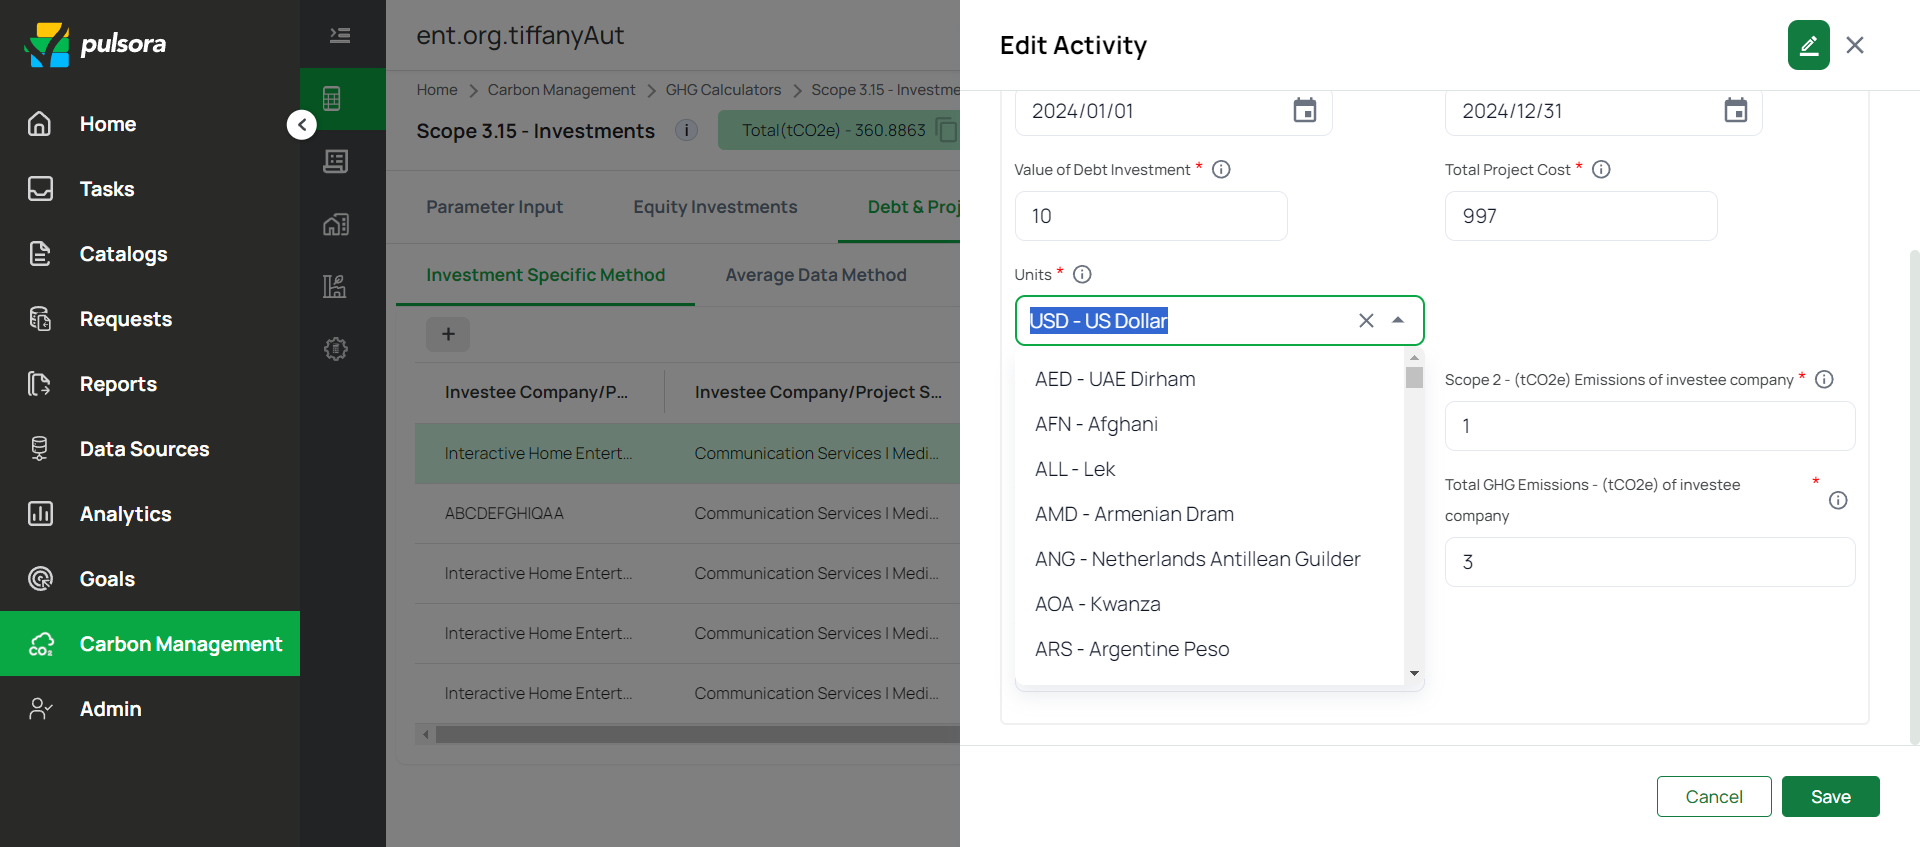 pulsora
Home
Tasks
Catalogs
Requests
Reports
Data Sources
Analytics
Goals
Carbon Management
Admin
ent.org.tiffanyAut
Home > Carbon Management > GHG Calculators > Scope 3.15 - Investme
Scope 3.15 - Investments
Total(tCO2e) - 360.8863
Parameter Input
Equity Investments
Debt & Proj
Investment Specific Method
Average Data Method
+
Investee Company/P...
Investee Company/Project S...
Interactive Home Entert...
Communication Services | Medi...
ABCDEFGHIQAA
Communication Services | Medi...
Interactive Home Entert...
Communication Services | Medi...
Interactive Home Entert...
Communication Services | Medi...
Interactive Home Entert...
Communication Services | Medi...
Edit Activity
2024/01/01
2024/12/31
Value of Debt Investment *
Total Project Cost *
10
997
Units *
USD - US Dollar
AED - UAE Dirham
AFN - Afghani
ALL - Lek
AMD - Armenian Dram
ANG - Netherlands Antillean Guilder
AOA - Kwanza
ARS - Argentine Peso
Scope 2 - (tCO2e) Emissions of investee company *
1
Total GHG Emissions - (tCO2e) of investee *
company
3
Cancel
Save